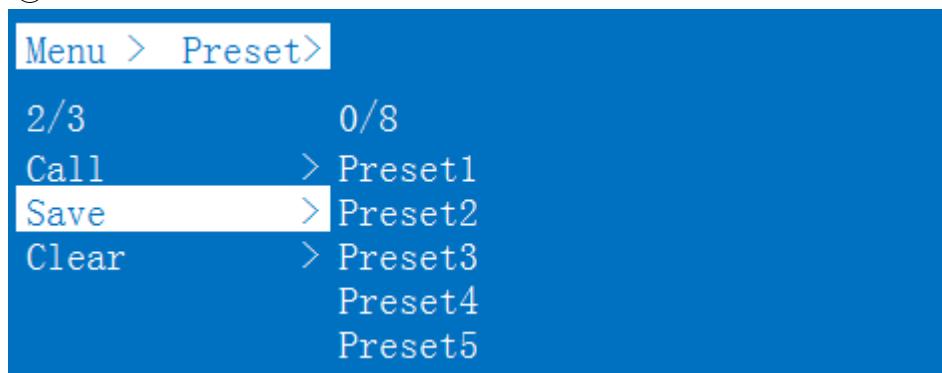 Menu > Preset>
2/3 0/8
Call > Preset1
Save > Preset2
Clear > Preset3
Preset4
Preset5